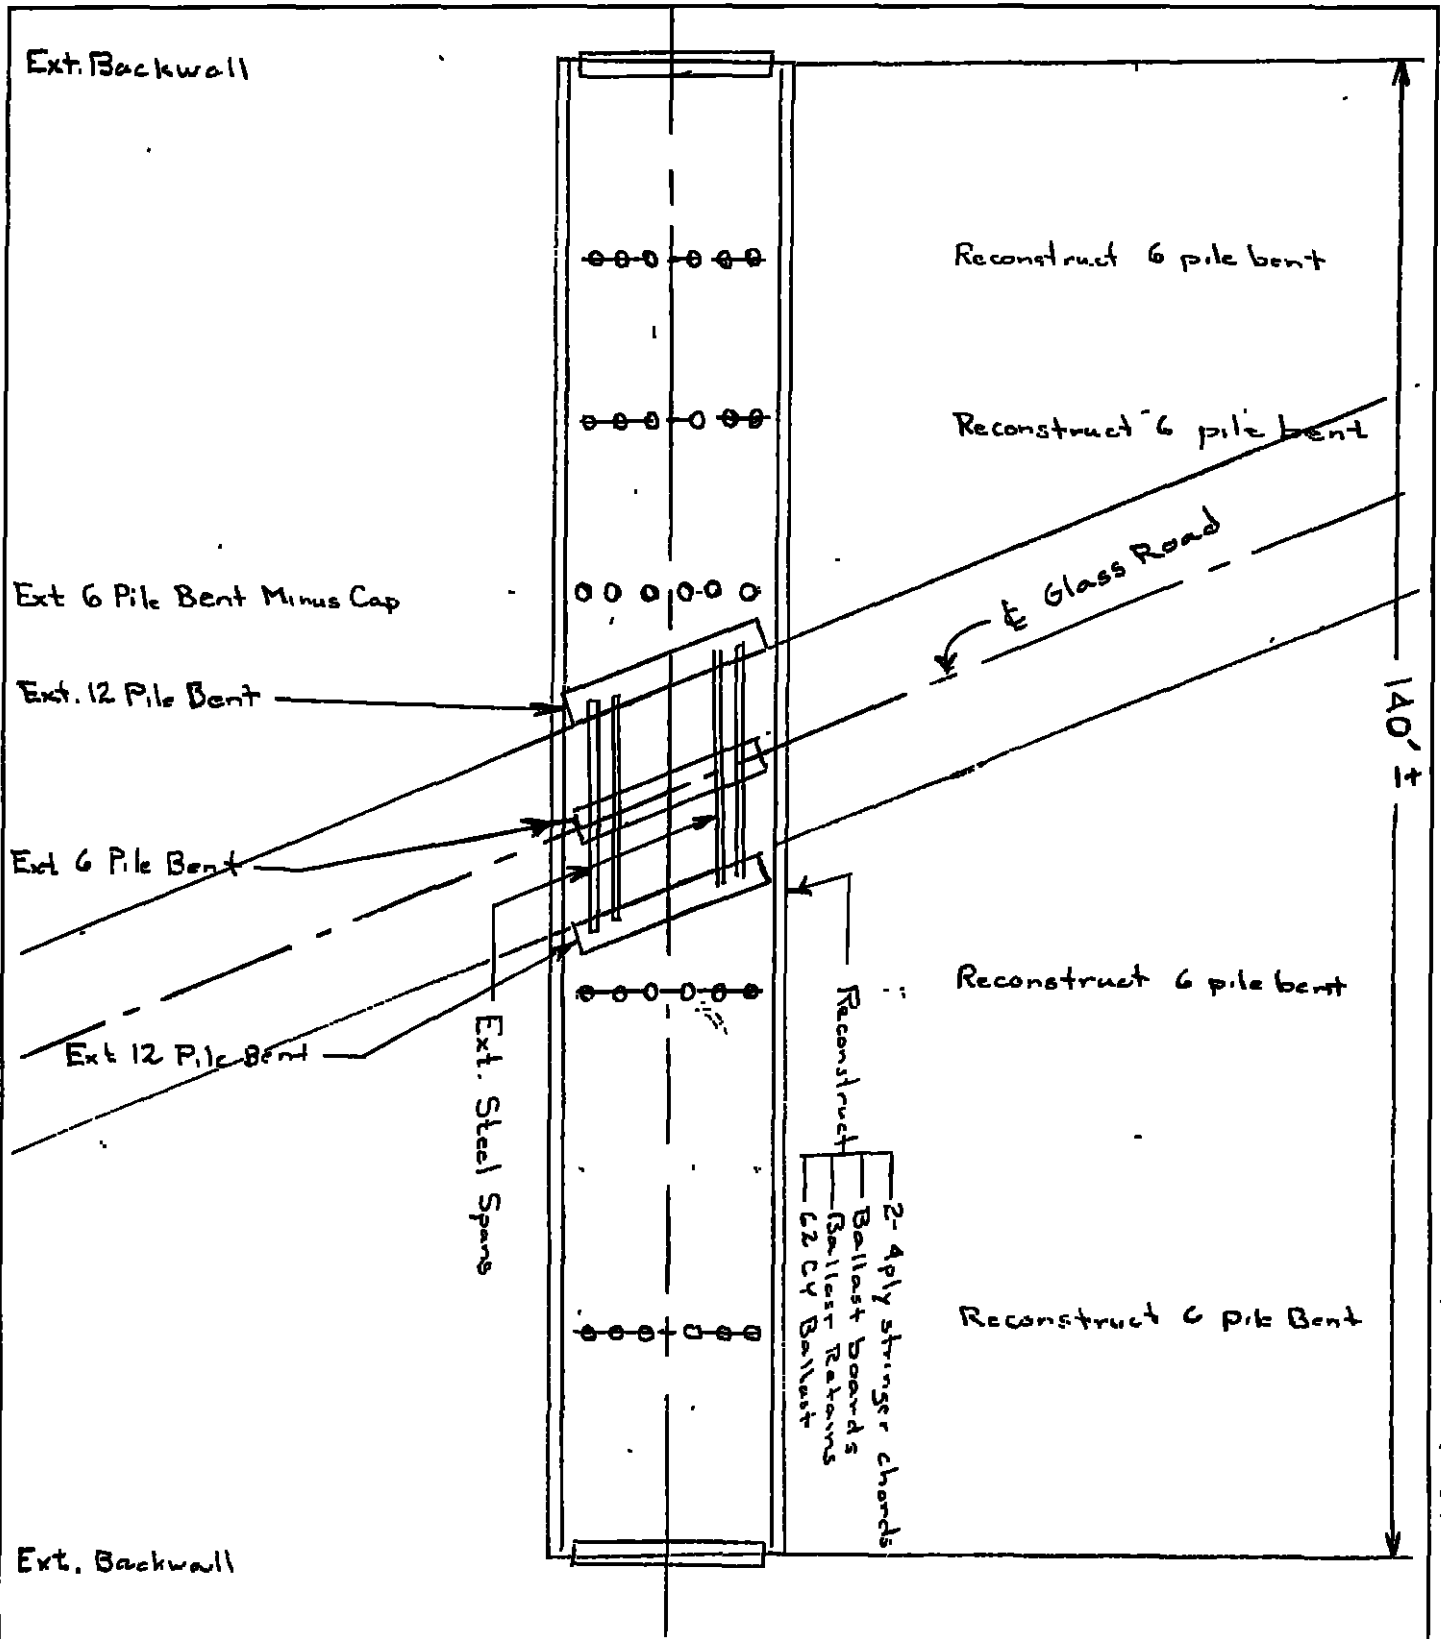 Ext. Backwall
Reconstruct 6 pile bent
Reconstruct 6 pile bent
℄ Glass Road
Ext 6 Pile Bent Minus Cap
Ext. 12 Pile Bent
140' ±
Ext 6 Pile Bent
Reconstruct 6 pile bent
Ext 12 Pile Bent
Ext. Steel Spans
Reconstruct
2-4ply stringer chords
Ballast boards
Ballast Retains
62 CY Ballast
Reconstruct 6 pile Bent
Ext. Backwall